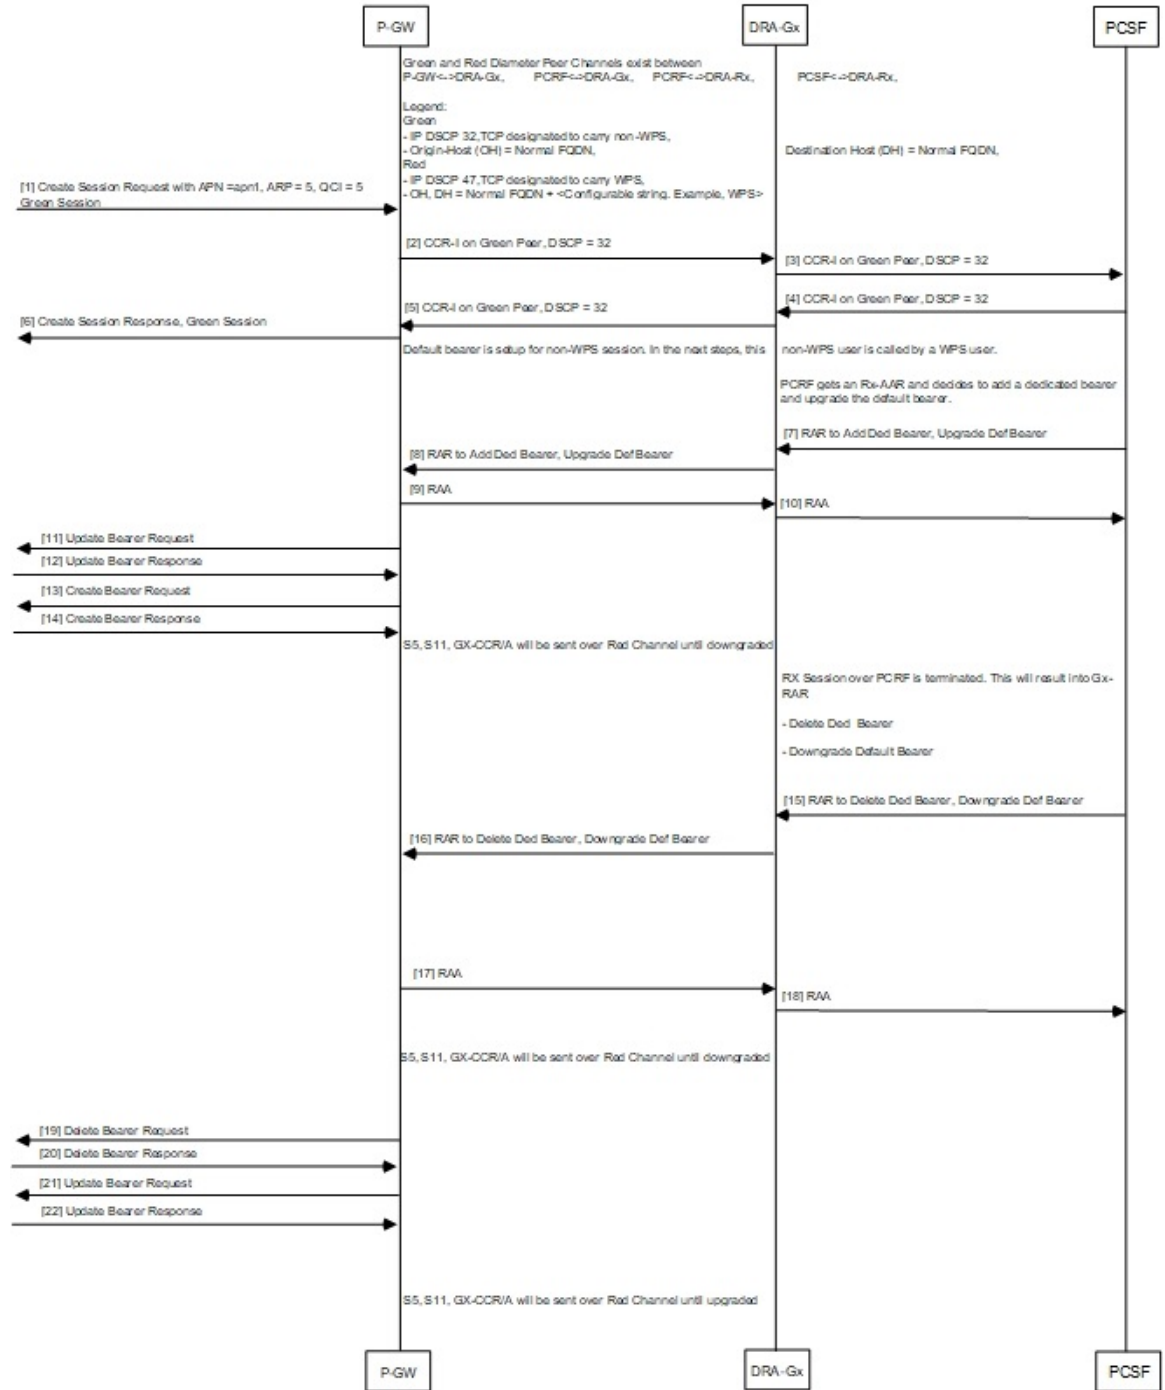 P-GW
DRA-Gx
PCSF
Green and Red Diameter Peer Channels exist between
P-GW<->DRA-Gx, PCRF<->DRA-Gx, PCRF<->DRA-Rx, PCSF<->DRA-Rx,
Legend:
Green
- IP DSCP 32,TCP designated to carry non-WPS,
- Origin-Host (OH) = Normal FQDN, Destination Host (DH) = Normal FQDN,
Red
- IP DSCP 47,TCP designated to carry WPS,
- OH, DH = Normal FQDN + <Configurable string. Example, WPS>
[1] Create Session Request with APN =apn1, ARP = 5, QCI = 5
Green Session
[2] CCR-I on Green Peer, DSCP = 32
[3] CCR-I on Green Peer, DSCP = 32
[4] CCR-I on Green Peer, DSCP = 32
[5] CCR-I on Green Peer, DSCP = 32
[6] Create Session Response, Green Session
Default bearer is setup for non-WPS session. In the next steps, this non-WPS user is called by a WPS user.
PCRF gets an Rx-AAR and decides to add a dedicated bearer
and upgrade the default bearer.
[7] RAR to Add Ded Bearer, Upgrade Def Bearer
[8] RAR to Add Ded Bearer, Upgrade Def Bearer
[9] RAA
[10] RAA
[11] Update Bearer Request
[12] Update Bearer Response
[13] Create Bearer Request
[14] Create Bearer Response
S5, S11, GX-CCR/A will be sent over Red Channel until downgraded
RX Session over PCRF is terminated. This will result into Gx-
RAR
- Delete Ded Bearer
- Downgrade Default Bearer
[15] RAR to Delete Ded Bearer, Downgrade Def Bearer
[16] RAR to Delete Ded Bearer, Downgrade Def Bearer
[17] RAA
[18] RAA
S5, S11, GX-CCR/A will be sent over Red Channel until downgraded
[19] Delete Bearer Request
[20] Delete Bearer Response
[21] Update Bearer Request
[22] Update Bearer Response
S5, S11, GX-CCR/A will be sent over Red Channel until upgraded
P-GW
DRA-Gx
PCSF